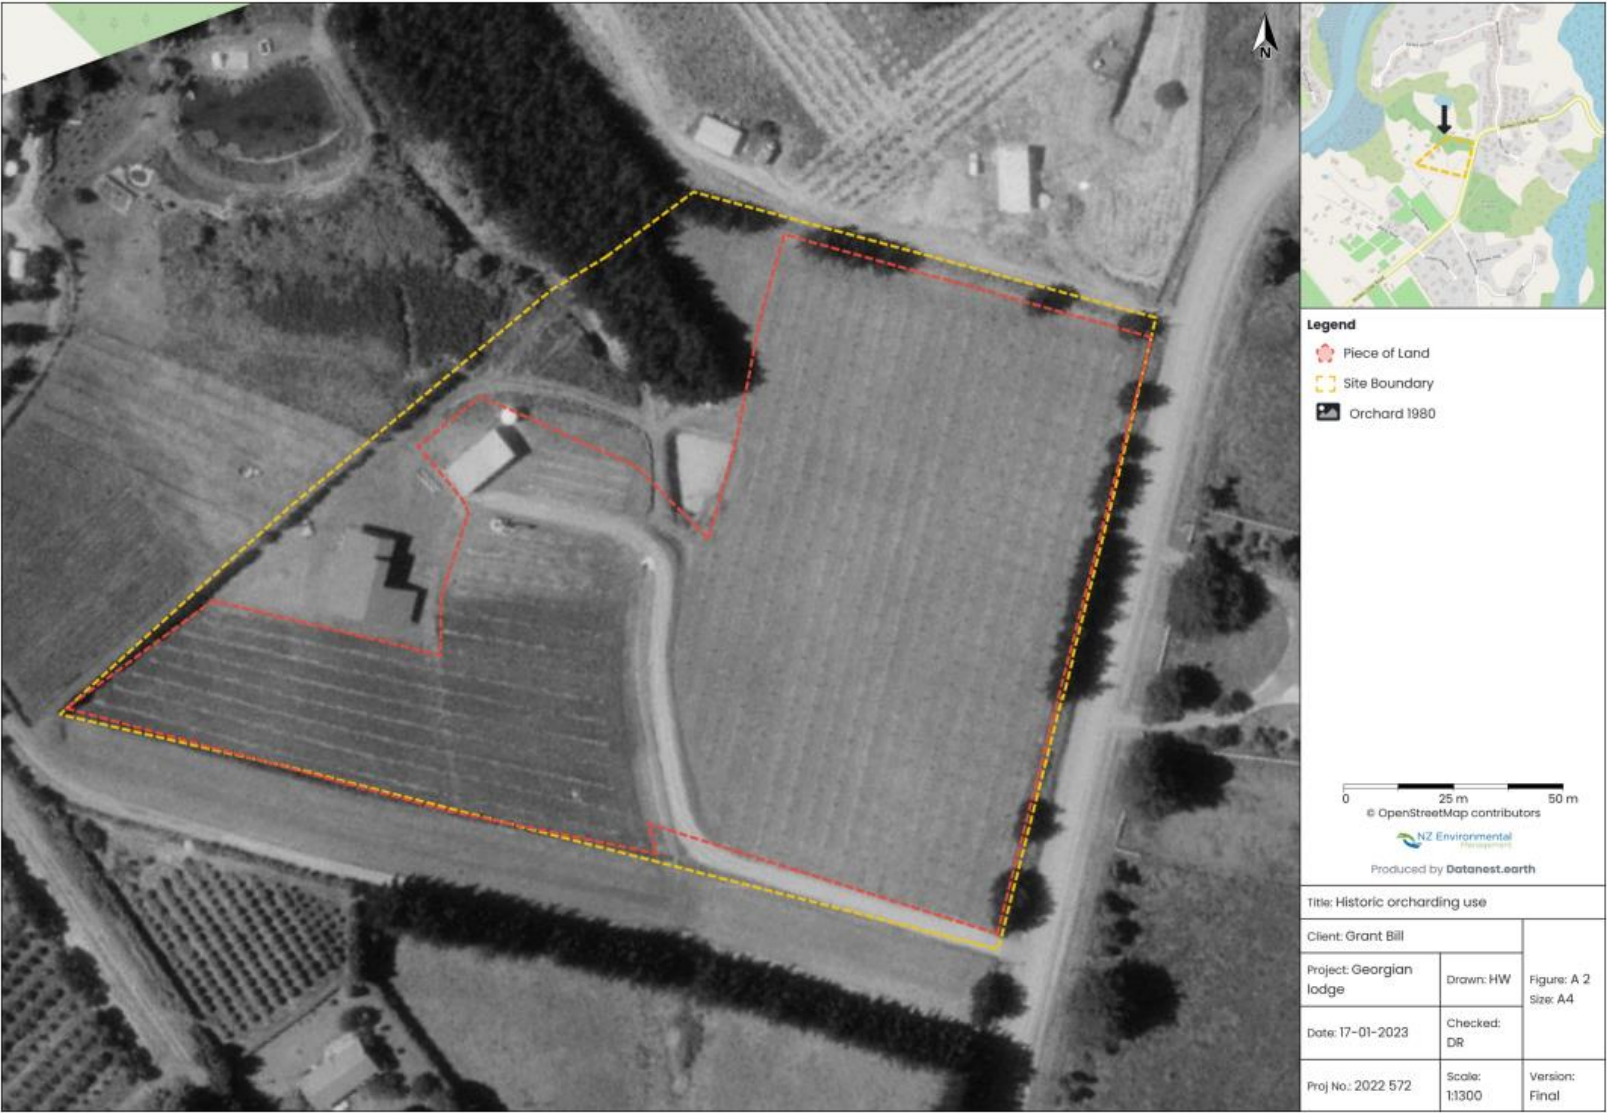 N
Legend
Piece of Land
Site Boundary
Orchard 1980
0 25 m 50 m
© OpenStreetMap contributors
NZ Environmental
Management
Produced by Datanest.earth
Title: Historic orcharding use
Client: Grant Bill
Project: Georgian
lodge
Drawn: HW
Figure: A 2
Size: A4
Date: 17-01-2023
Checked:
DR
Proj No.: 2022 572
Scale:
1:1300
Version:
Final